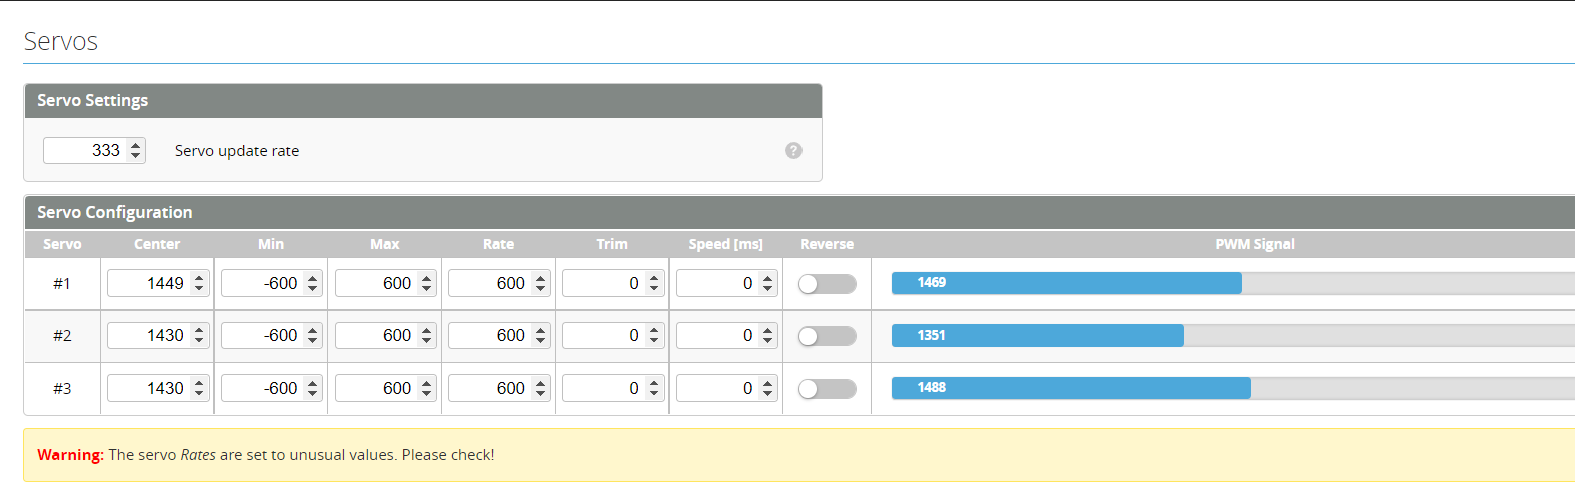 Servos
Servo Settings
333 Servo update rate ?
Servo Configuration
Servo Center Min Max Rate Trim Speed [ms] Reverse PWM Signal
#1 1449 -600 600 600 0 0 1469
#2 1430 -600 600 600 0 0 1351
#3 1430 -600 600 600 0 0 1488
Warning: The servo Rates are set to unusual values. Please check!